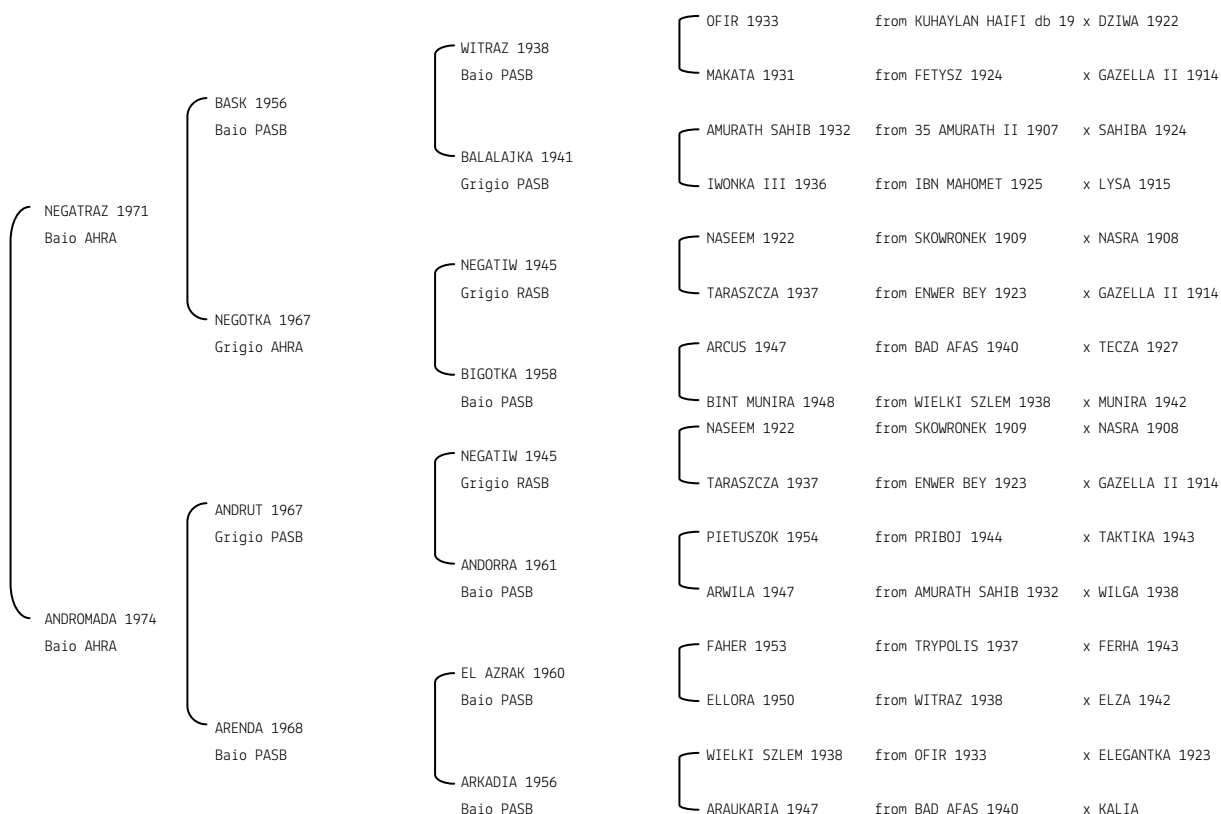 OFIR 1933 from KUHAYLAN HAIFI db 19 x DZIWA 1922
WITRAZ 1938
Baio PASB
MAKATA 1931 from FETYSZ 1924 x GAZELLA II 1914
BASK 1956
Baio PASB
AMURATH SAHIB 1932 from 35 AMURATH II 1907 x SAHIBA 1924
BALALAJKA 1941
Grigio PASB
IWONKA III 1936 from IBN MAHOMET 1925 x LYSA 1915
NEGATRAZ 1971
Baio AHRA
NASEEM 1922 from SKOWRONEK 1909 x NASRA 1908
NEGATIW 1945
Grigio RASB
TARASZCZA 1937 from ENWER BEY 1923 x GAZELLA II 1914
NEGOTKA 1967
Grigio AHRA
ARCUS 1947 from BAD AFAS 1940 x TECZA 1927
BIGOTKA 1958
Baio PASB
BINT MUNIRA 1948 from WIELKI SZLEM 1938 x MUNIRA 1942
NASEEM 1922 from SKOWRONEK 1909 x NASRA 1908
NEGATIW 1945
Grigio RASB
TARASZCZA 1937 from ENWER BEY 1923 x GAZELLA II 1914
ANDRUT 1967
Grigio PASB
PIETUSZOK 1954 from PRIBOJ 1944 x TAKTIKA 1943
ANDORRA 1961
Baio PASB
ARWILA 1947 from AMURATH SAHIB 1932 x WILGA 1938
ANDROMADA 1974
Baio AHRA
FAHER 1953 from TRYPOLIS 1937 x FERHA 1943
EL AZRAK 1960
Baio PASB
ELLORA 1950 from WITRAZ 1938 x ELZA 1942
ARENDA 1968
Baio PASB
WIELKI SZLEM 1938 from OFIR 1933 x ELEGANTKA 1923
ARKADIA 1956
Baio PASB
ARAUKARIA 1947 from BAD AFAS 1940 x KALIA